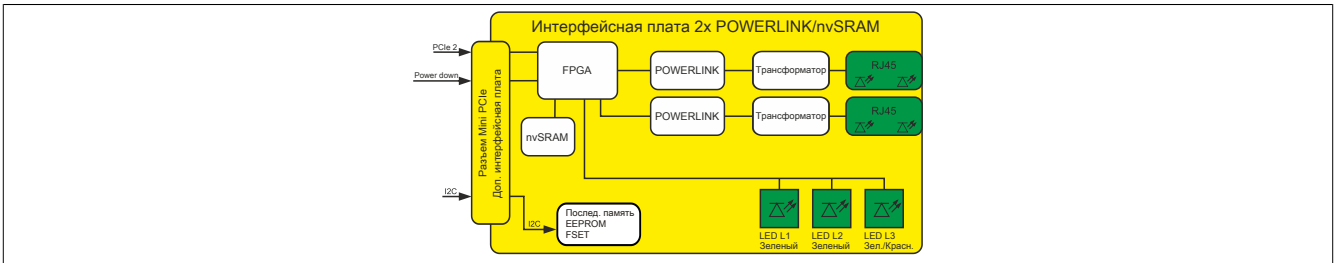 Интерфейсная плата 2x POWERLINK/nvSRAM
PCIe 2
Power down
I2C
Разъем Mini PCIe
Доп. интерфейсная плата
FPGA
POWERLINK
Трансформатор
RJ45
POWERLINK
Трансформатор
RJ45
nvSRAM
I2C
Послед. память
EEPROM
FSET
LED L1
Зеленый
LED L2
Зеленый
LED L3
Зел./Красн.